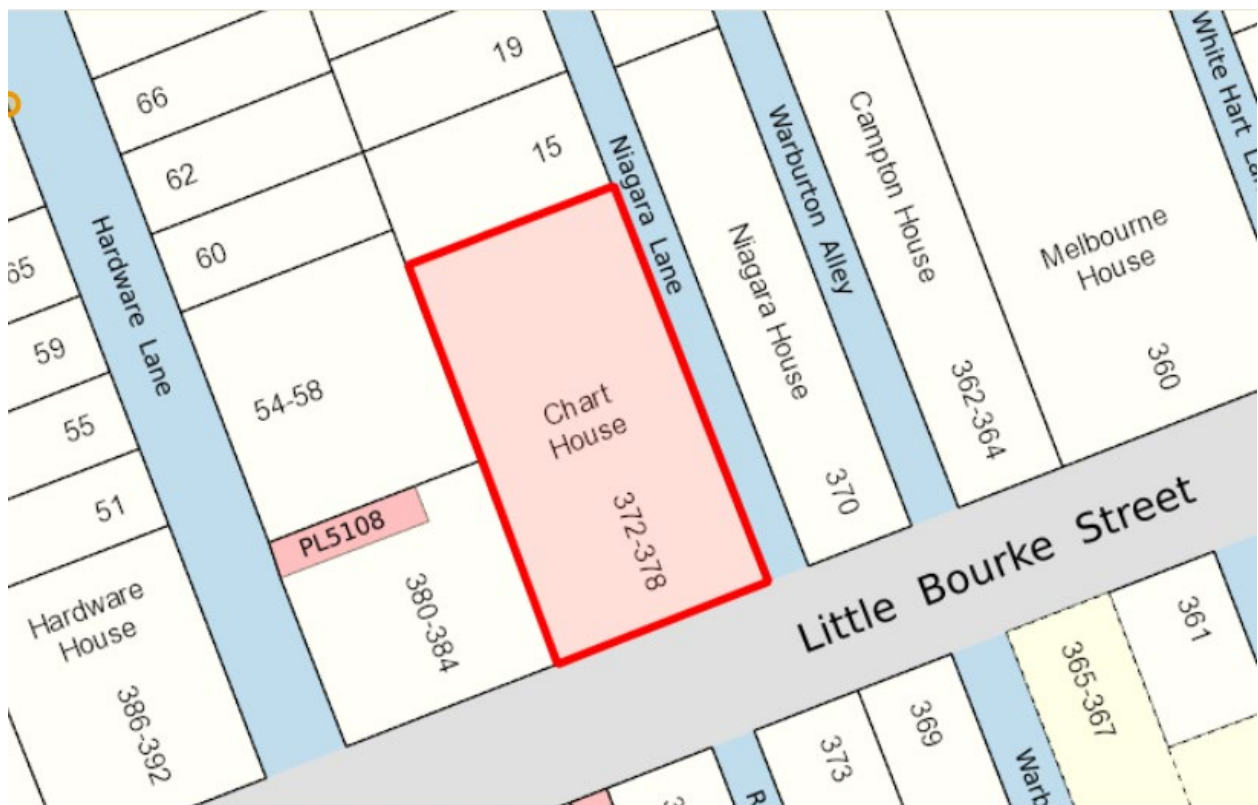 66
19
62
15
60
65
59
55
51
54-58
Hardware Lane
Niagara Lane
Warburton Alley
White Hart
Campton House
Niagara House
Melbourne
House
360
362-364
370
Chart
House
372-378
PL5108
380-384
Hardware
House
386-392
Little Bourke Street
361
365-367
369
373